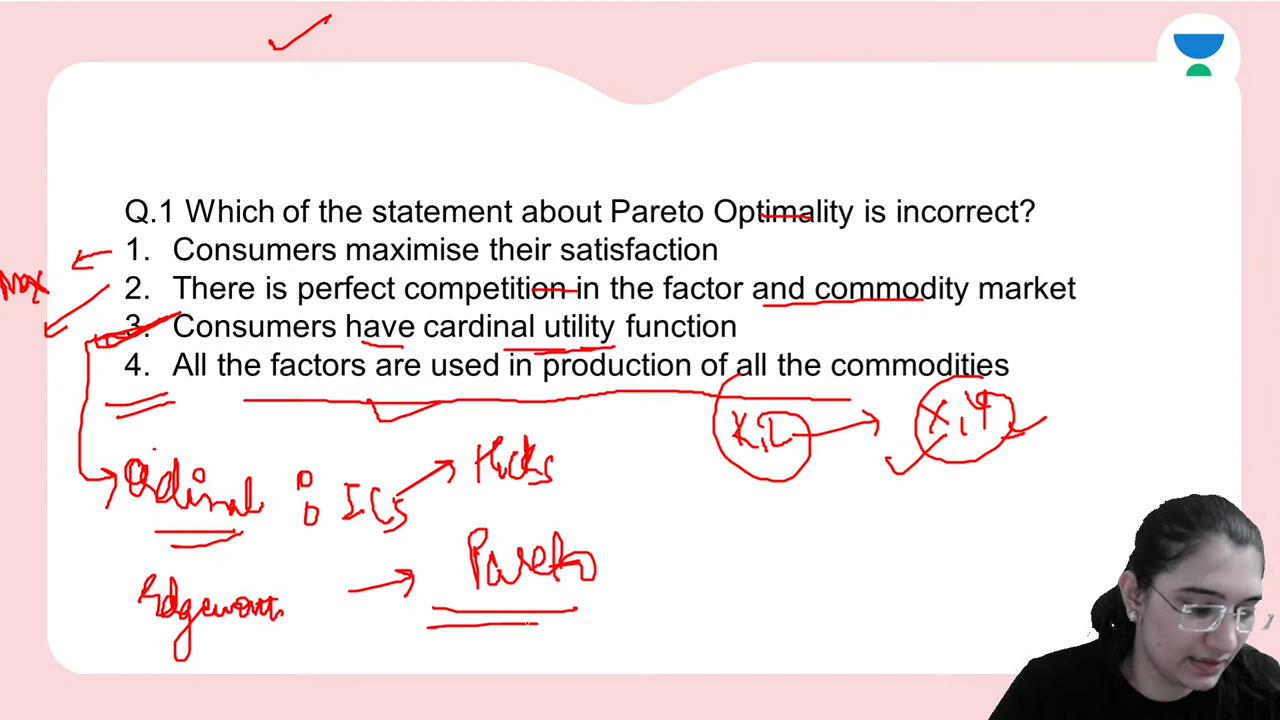 Q.1 Which of the statement about Pareto Optimality is incorrect?
1. Consumers maximise their satisfaction
Max
2. There is perfect competition in the factor and commodity market
3. Consumers have cardinal utility function
4. All the factors are used in production of all the commodities
K,L X,Y
Ordinal : ICs Hicks
Edgeworth Pareto